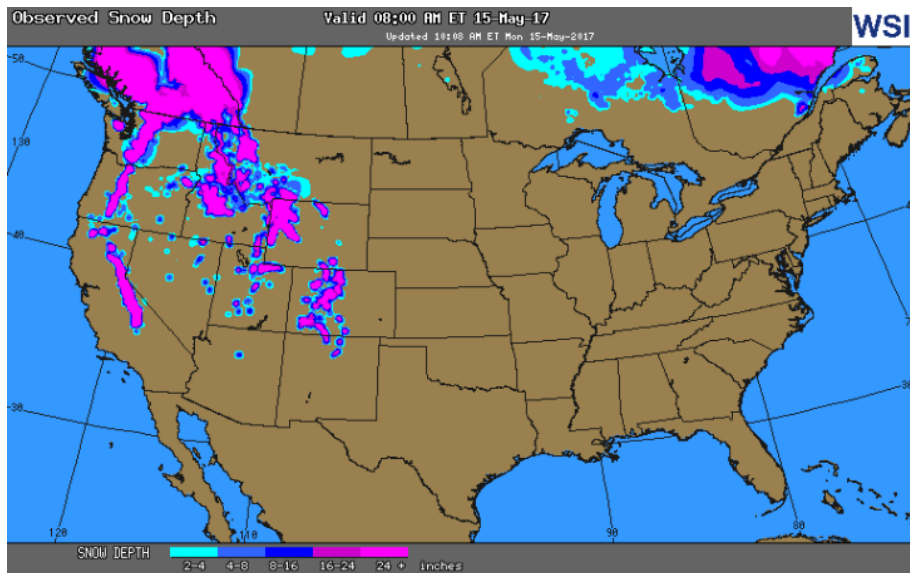 Observed Snow Depth
Valid 08:00 AM ET 15-May-17
Updated 10:08 AM ET Mon 15-May-2017
WSI
50
130
40
30
120
110
90
80
SNOW DEPTH
2-4 4-8 8-16 16-24 24 + inches